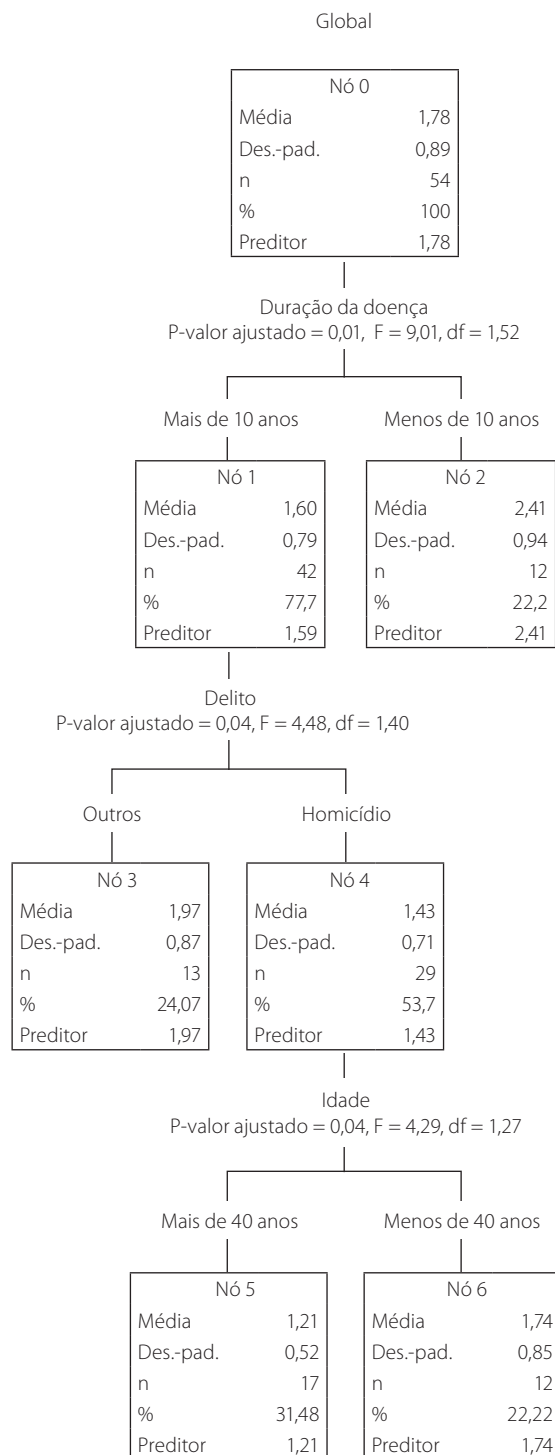 Global
Nó 0
Média 1,78
Des.-pad. 0,89
n 54
% 100
Preditor 1,78
Duração da doença
P-valor ajustado = 0,01, F = 9,01, df = 1,52
Mais de 10 anos Menos de 10 anos
Nó 1
Média 1,60
Des.-pad. 0,79
n 42
% 77,7
Preditor 1,59
Nó 2
Média 2,41
Des.-pad. 0,94
n 12
% 22,2
Preditor 2,41
Delito
P-valor ajustado = 0,04, F = 4,48, df = 1,40
Outros Homicídio
Nó 3
Média 1,97
Des.-pad. 0,87
n 13
% 24,07
Preditor 1,97
Nó 4
Média 1,43
Des.-pad. 0,71
n 29
% 53,7
Preditor 1,43
Idade
P-valor ajustado = 0,04, F = 4,29, df = 1,27
Mais de 40 anos Menos de 40 anos
Nó 5
Média 1,21
Des.-pad. 0,52
n 17
% 31,48
Preditor 1,21
Nó 6
Média 1,74
Des.-pad. 0,85
n 12
% 22,22
Preditor 1,74